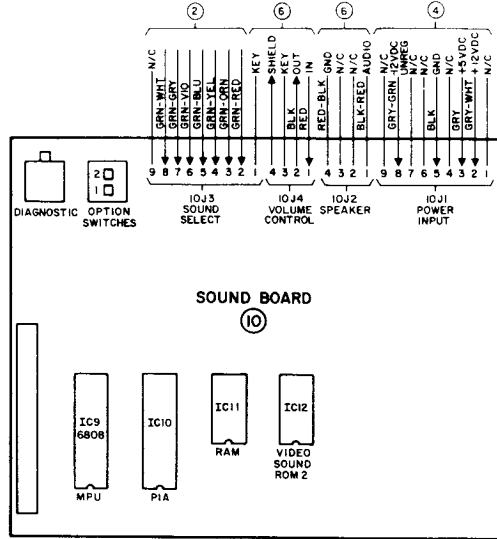 2 6 6 4
N/C
GRN-WHT
GRN-GRY
GRN-VIO
GRN-BLU
GRN-YEL
GRN-ORN
GRN-RED
KEY
SHIELD
KEY
BLK OUT
RED IN
RED-BLK GND
N/C
N/C
BLK-RED AUDIO
N/C
GRY-GRN -12VDC
UNREG
N/C
N/C
BLK GND
N/C
GRY +5VDC
GRY-WHT +12VDC
N/C
9 8 7 6 5 4 3 2 1 4 3 2 1 4 3 2 1 9 8 7 6 5 4 3 2 1
2
1
DIAGNOSTIC
OPTION
SWITCHES
10J3
SOUND
SELECT
10J4
VOLUME
CONTROL
10J2
SPEAKER
10J1
POWER
INPUT
SOUND BOARD
10
IC9
6808
MPU
IC10
PIA
IC11
RAM
IC12
VIDEO
SOUND
ROM 2